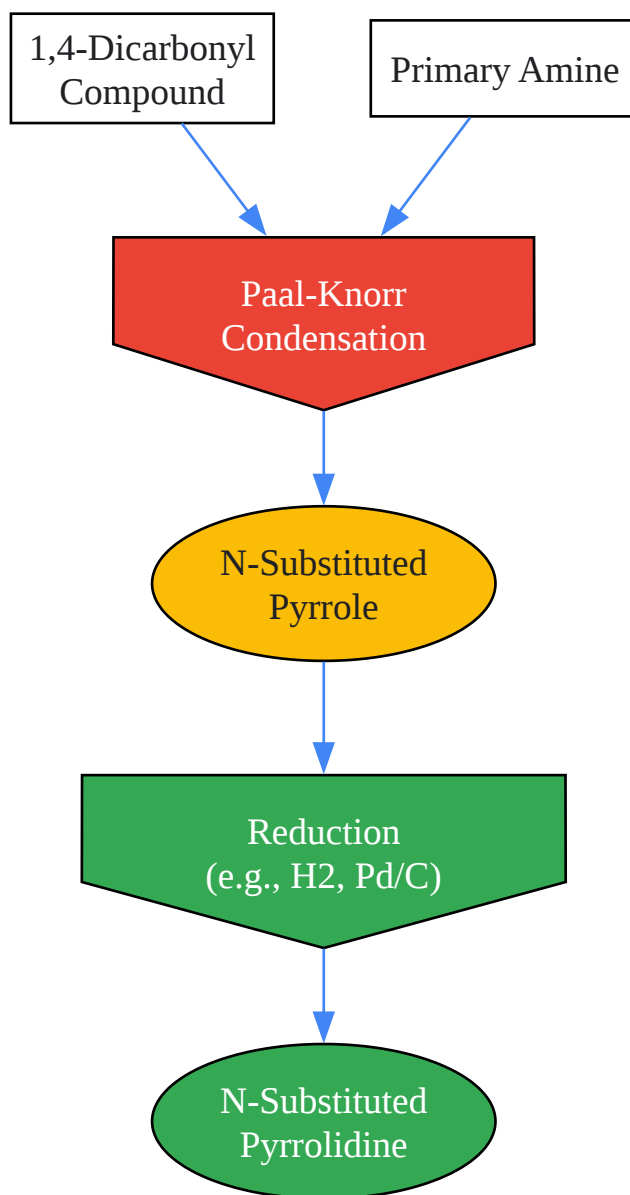 1,4-Dicarbonyl
Compound
Primary Amine
Paal-Knorr
Condensation
N-Substituted
Pyrrole
Reduction
(e.g., H2, Pd/C)
N-Substituted
Pyrrolidine